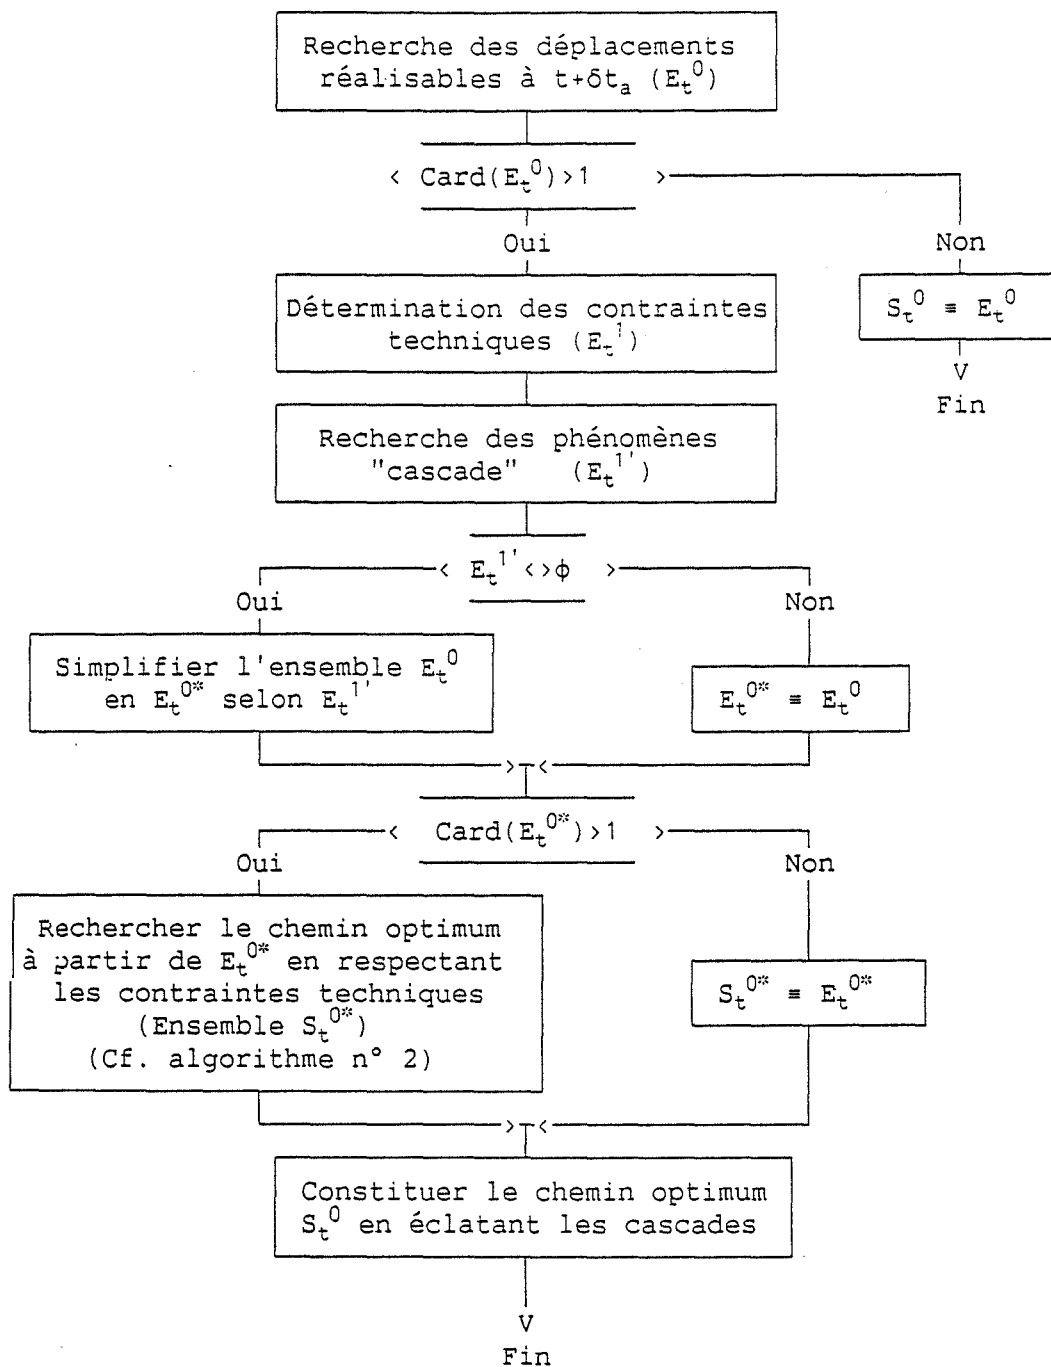 Recherche des déplacements
réalisables à t+δtₐ (Eₜ⁰)
< Card(Eₜ⁰)>1 >
Oui
Non
Sₜ⁰ ≡ Eₜ⁰
V
Fin
Détermination des contraintes
techniques (Eₜ¹)
Recherche des phénomènes
"cascade" (Eₜ¹')
< Eₜ¹'<>ϕ >
Oui
Non
Simplifier l'ensemble Eₜ⁰
en Eₜ⁰* selon Eₜ¹'
Eₜ⁰* ≡ Eₜ⁰
> <
< Card(Eₜ⁰*)>1 >
Oui
Non
Rechercher le chemin optimum
à partir de Eₜ⁰* en respectant
les contraintes techniques
(Ensemble Sₜ⁰*)
(Cf. algorithme n° 2)
Sₜ⁰* ≡ Eₜ⁰*
> <
Constituer le chemin optimum
Sₜ⁰ en éclatant les cascades
V
Fin